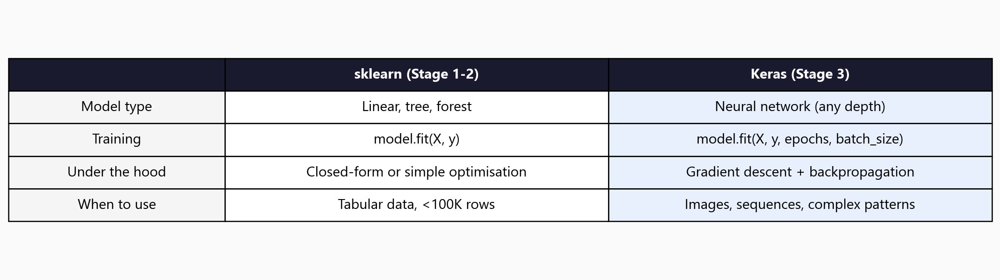 sklearn (Stage 1-2) Keras (Stage 3)
Model type Linear, tree, forest Neural network (any depth)
Training model.fit(X, y) model.fit(X, y, epochs, batch_size)
Under the hood Closed-form or simple optimisation Gradient descent + backpropagation
When to use Tabular data, <100K rows Images, sequences, complex patterns